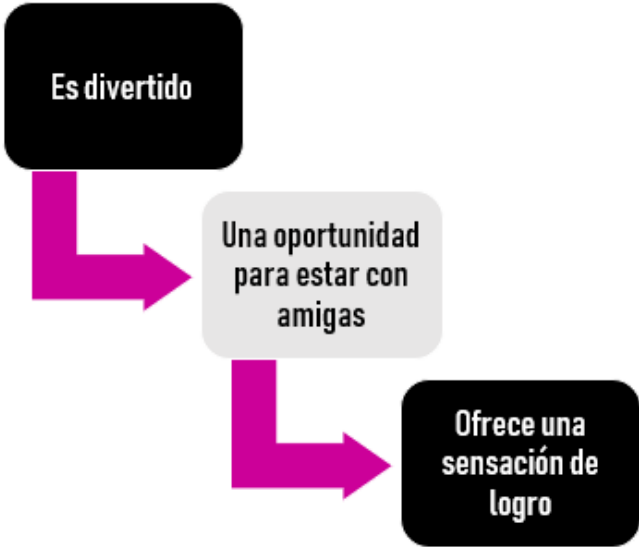 Es divertido
Una oportunidad
para estar con
amigas
Ofrece una
sensación de
logro